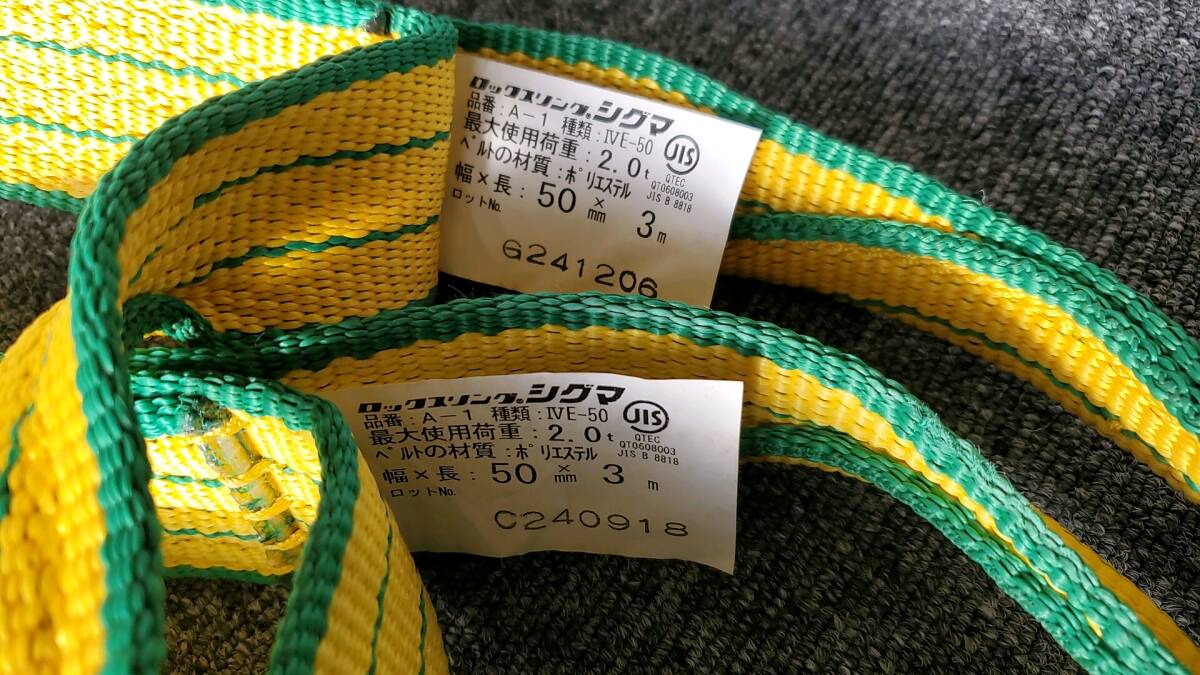 ロックスリング シグマ
品番:A-1 種類:ⅣE-50
最大使用荷重:2.0t
ベルトの材質:ポリエステル
幅×長:50mm×3m
ロットNo.
G241206
JIS
QTEC
QT0608003
JIS B 8818
ロックスリング シグマ
品番:A-1 種類:ⅣE-50
最大使用荷重:2.0t
ベルトの材質:ポリエステル
幅×長:50mm×3m
ロットNo.
C240918
JIS
QTEC
QT0608003
JIS B 8818